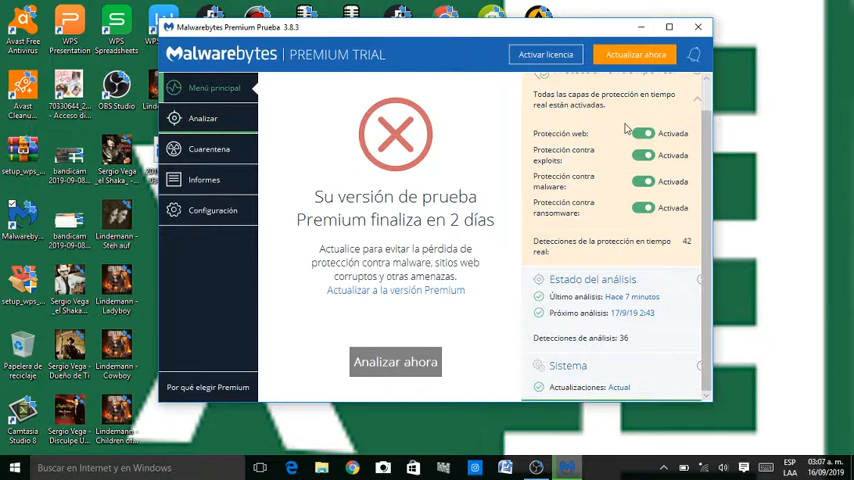 Avast Free
Antivirus
WPS
Presentation
WPS
Spreadsheets
Avast
Cleanu...
70330644_2...
- Acceso di...
OBS Studio
setup_wps_...
bandicam
2019-09-08...
Sergio Vega
_el Shaka_ -...
Malwareby...
bandicam
2019-09-08...
Lindemann
- Steh auf
setup_wps_...
Sergio Vega
_el Shaka_...
Lindemann -
Ladyboy
Papelera de
reciclaje
Sergio Vega -
Dueño de Ti
Lindemann -
Cowboy
Camtasia
Studio 8
Sergio Vega -
Disculpe U...
Lindemann -
Children of...
Malwarebytes Premium Prueba 3.8.3
Malwarebytes | PREMIUM TRIAL
Activar licencia
Actualizar ahora
Menú principal
Analizar
Cuarentena
Informes
Configuración
Por qué elegir Premium
Su versión de prueba
Premium finaliza en 2 días
Actualice para evitar la pérdida de
protección contra malware, sitios web
corruptos y otras amenazas.
Actualizar a la versión Premium
Analizar ahora
Todas las capas de protección en tiempo
real están activadas.
Protección web: Activada
Protección contra
exploits: Activada
Protección contra
malware: Activada
Protección contra
ransomware: Activada
Detecciones de la protección en tiempo
real: 42
Estado del análisis
Último análisis: Hace 7 minutos
Próximo análisis: 17/9/19 2:43
Detecciones de análisis: 36
Sistema
Actualizaciones: Actual
Buscar en Internet y en Windows
ESP
LAA
03:07 a. m.
16/09/2019